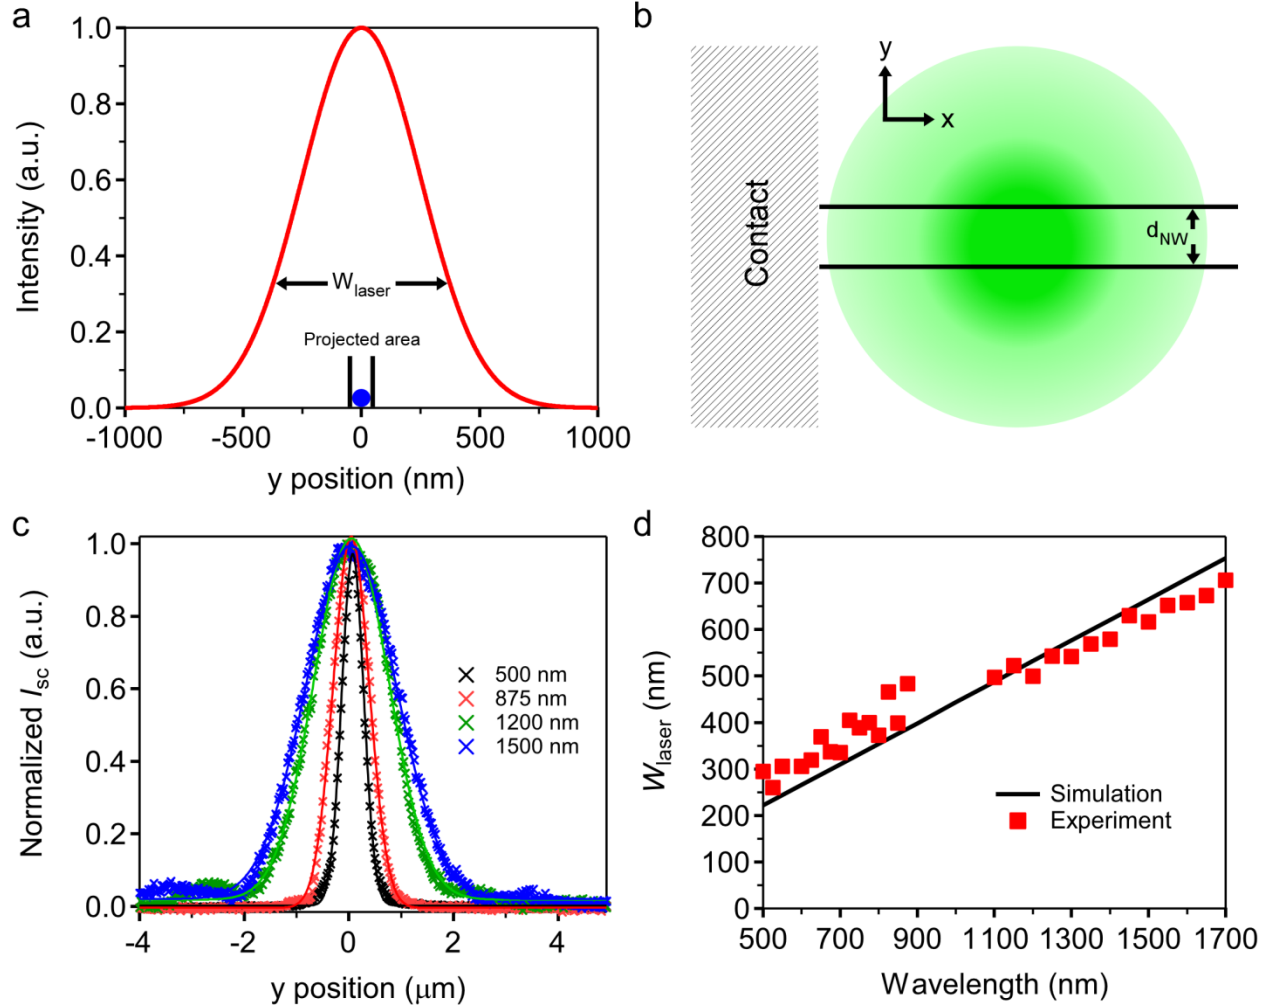 a
1.0
0.8
0.6
0.4
0.2
0.0
Intensity (a.u.)
W_laser
Projected area
-1000
-500
0
500
1000
y position (nm)
b
y
x
Contact
d_NW
c
1.0
0.8
0.6
0.4
0.2
0.0
Normalized I_sc (a.u.)
500 nm
875 nm
1200 nm
1500 nm
-4
-2
0
2
4
y position (μm)
d
800
700
600
500
400
300
200
100
0
W_laser (nm)
Simulation
Experiment
500
700
900
1100
1300
1500
1700
Wavelength (nm)